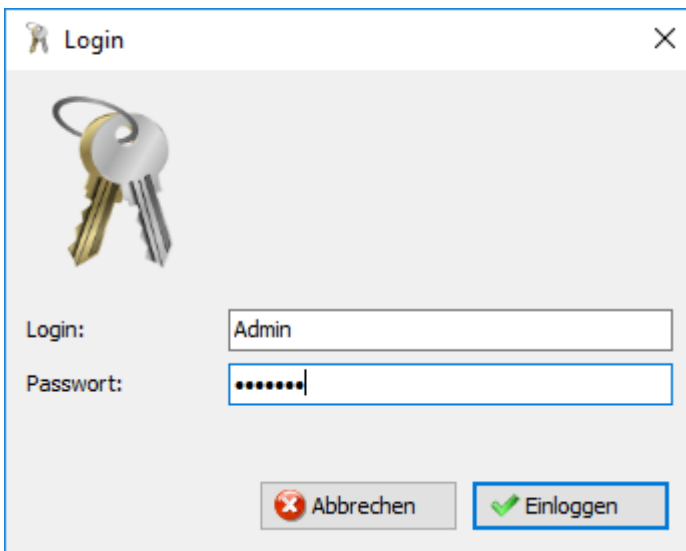 Login
Login:
Admin
Passwort:
•••••••
Abbrechen
Einloggen